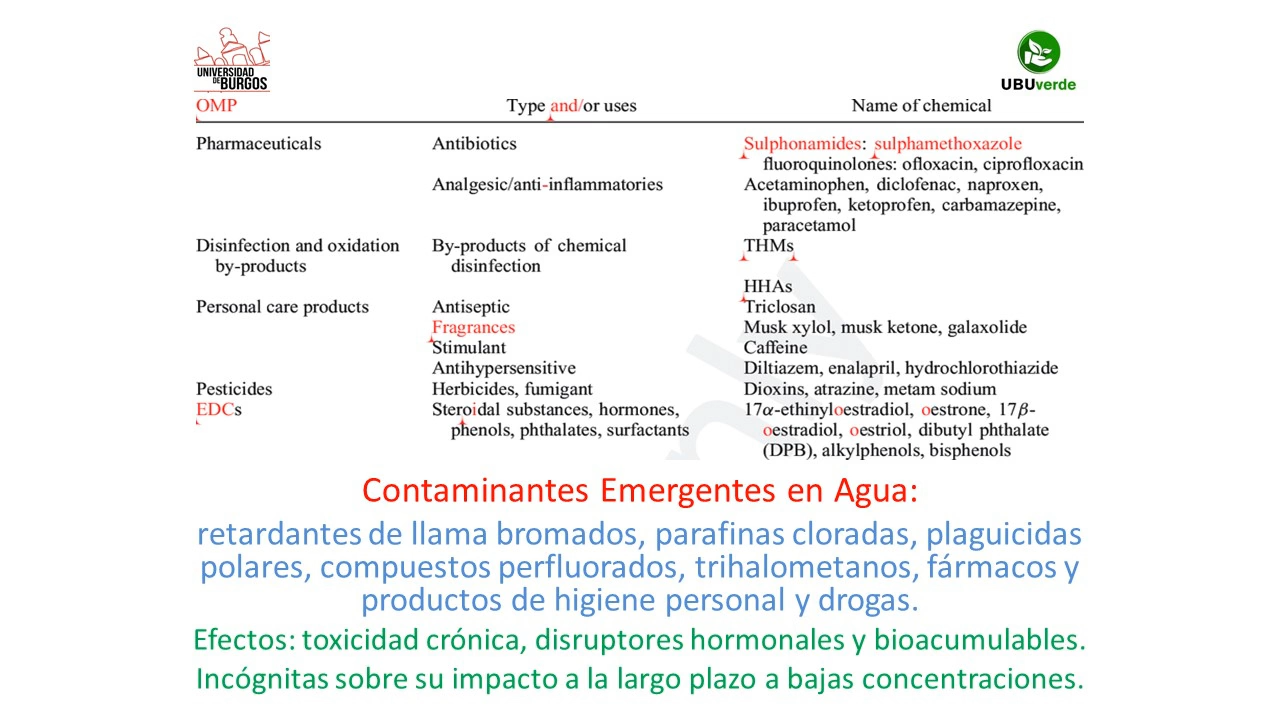 UNIVERSIDAD
DE BURGOS
UBUverde
OMP Type and/or uses Name of chemical
Pharmaceuticals Antibiotics Sulphonamides: sulphamethoxazole
fluoroquinolones: ofloxacin, ciprofloxacin
Analgesic/anti-inflammatories Acetaminophen, diclofenac, naproxen,
ibuprofen, ketoprofen, carbamazepine,
paracetamol
Disinfection and oxidation By-products of chemical THMs
by-products disinfection
HHAs
Personal care products Antiseptic Triclosan
Fragrances Musk xylol, musk ketone, galaxolide
Stimulant Caffeine
Antihypersensitive Diltiazem, enalapril, hydrochlorothiazide
Pesticides Herbicides, fumigant Dioxins, atrazine, metam sodium
EDCs Steroidal substances, hormones, 17α-ethinyloestradiol, oestrone, 17β-
phenols, phthalates, surfactants oestradiol, oestriol, dibutyl phthalate
(DPB), alkylphenols, bisphenols
Contaminantes Emergentes en Agua:
retardantes de llama bromados, parafinas cloradas, plaguicidas
polares, compuestos perfluorados, trihalometanos, fármacos y
productos de higiene personal y drogas.
Efectos: toxicidad crónica, disruptores hormonales y bioacumulables.
Incógnitas sobre su impacto a la largo plazo a bajas concentraciones.